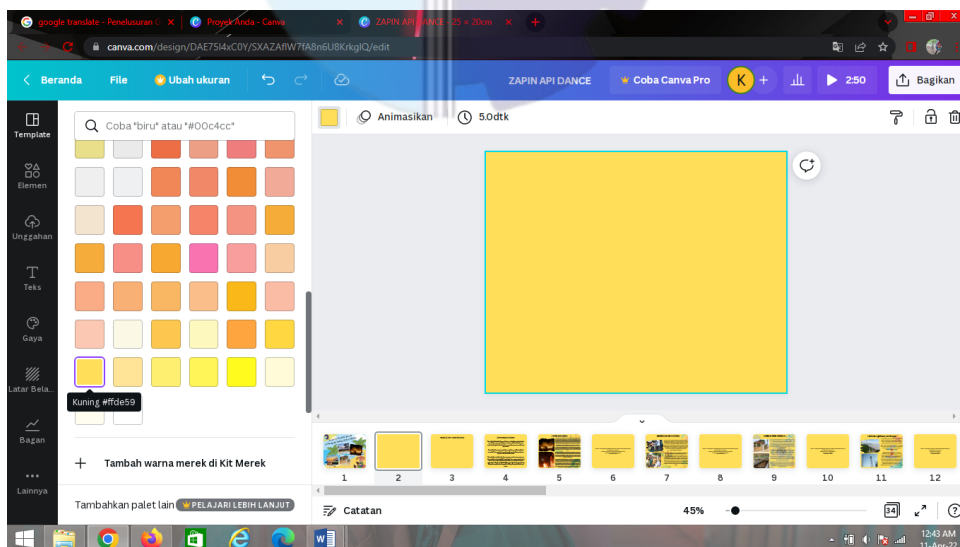 google translate - Penelusuran G
Proyek Anda - Canva
ZAPIN API DANCE - 25 × 20cm
canva.com/design/DAE75I4xC0Y/SXAZAflW7fA8n6U8KrkgIQ/edit
Beranda
File
Ubah ukuran
ZAPIN API DANCE
Coba Canva Pro
K
2:50
Bagikan
Template
Elemen
Unggahan
Teks
Gaya
Latar Bela...
Bagan
Lainnya
Coba "biru" atau "#00c4cc"
Animasikan
5.0dtk
Kuning #ffde59
Tambah warna merek di Kit Merek
Tambahkan palet lain
PELAJARI LEBIH LANJUT
1 2 3 4 5 6 7 8 9 10 11 12
Catatan
45%
34
12:43 AM
11-Apr-22